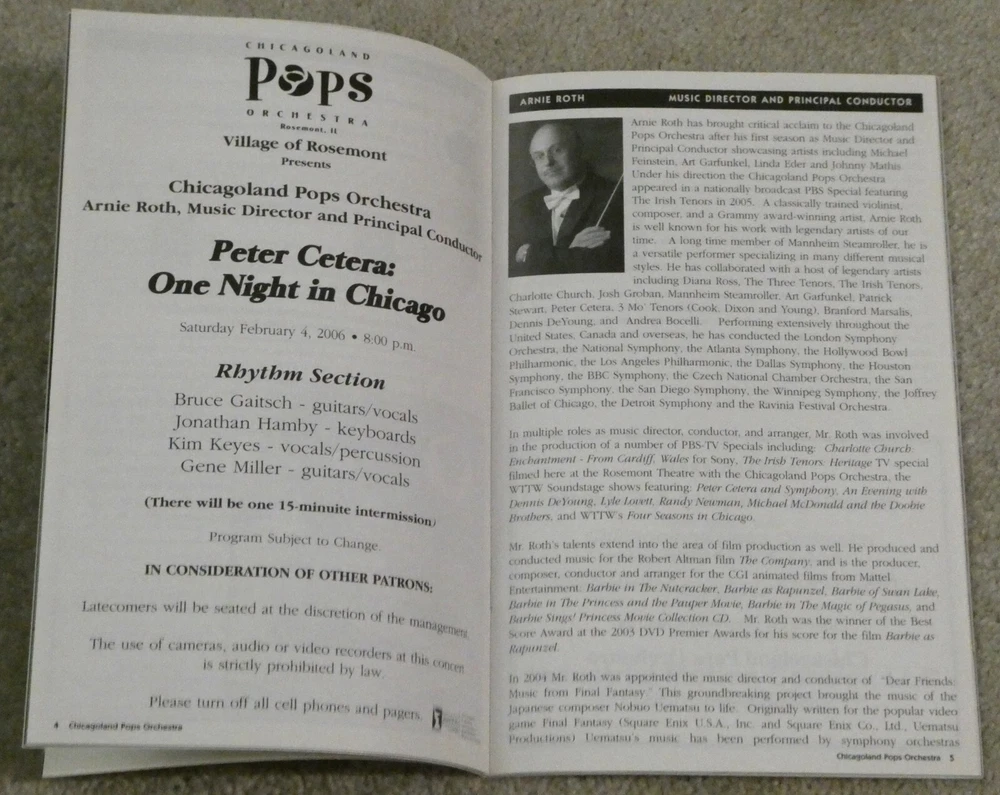 CHICAGOLAND
POPS
ORCHESTRA
Rosemont, IL
Village of Rosemont
Presents
Chicagoland Pops Orchestra
Arnie Roth, Music Director and Principal Conductor
Peter Cetera:
One Night in Chicago
Saturday February 4, 2006 • 8:00 p.m.
Rhythm Section
Bruce Gaitsch - guitars/vocals
Jonathan Hamby - keyboards
Kim Keyes - vocals/percussion
Gene Miller - guitars/vocals
(There will be one 15-minuite intermission)
Program Subject to Change.
IN CONSIDERATION OF OTHER PATRONS:
Latecomers will be seated at the discretion of the management.
The use of cameras, audio or video recorders at this concert
is strictly prohibited by law.
Please turn off all cell phones and pagers.
4 Chicagoland Pops Orchestra
ARNIE ROTH MUSIC DIRECTOR AND PRINCIPAL CONDUCTOR
Arnie Roth has brought critical acclaim to the Chicagoland
Pops Orchestra after his first season as Music Director and
Principal Conductor showcasing artists including Michael
Feinstein, Art Garfunkel, Linda Eder and Johnny Mathis.
Under his direction the Chicagoland Pops Orchestra
appeared in a nationally broadcast PBS Special featuring
The Irish Tenors in 2005. A classically trained violinist,
composer, and a Grammy award-winning artist, Arnie Roth
is well known for his work with legendary artists of our
time. A long time member of Mannheim Steamroller, he is
a versatile performer specializing in many different musical
styles. He has collaborated with a host of legendary artists
including Diana Ross, The Three Tenors, The Irish Tenors,
Charlotte Church, Josh Groban, Mannheim Steamroller, Art Garfunkel, Patrick
Stewart, Peter Cetera, 3 Mo' Tenors (Cook, Dixon and Young), Branford Marsalis,
Dennis DeYoung, and Andrea Bocelli. Performing extensively throughout the
United States, Canada and overseas, he has conducted the London Symphony
Orchestra, the National Symphony, the Atlanta Symphony, the Hollywood Bowl
Philharmonic, the Los Angeles Philharmonic, the Dallas Symphony, the Houston
Symphony, the BBC Symphony, the Czech National Chamber Orchestra, the San
Francisco Symphony, the San Diego Symphony, the Winnipeg Symphony, the Joffrey
Ballet of Chicago, the Detroit Symphony and the Ravinia Festival Orchestra.
In multiple roles as music director, conductor, and arranger, Mr. Roth was involved
in the production of a number of PBS-TV Specials including: Charlotte Church:
Enchantment - From Cardiff, Wales for Sony, The Irish Tenors: Heritage TV special
filmed here at the Rosemont Theatre with the Chicagoland Pops Orchestra, the
WTTW Soundstage shows featuring: Peter Cetera and Symphony, An Evening with
Dennis DeYoung, Lyle Lovett, Randy Newman, Michael McDonald and the Doobie
Brothers, and WTTW's Four Seasons in Chicago.
Mr. Roth's talents extend into the area of film production as well. He produced and
conducted music for the Robert Altman film The Company, and is the producer,
composer, conductor and arranger for the CGI animated films from Mattel
Entertainment, Barbie in The Nutcracker, Barbie as Rapunzel, Barbie of Swan Lake,
Barbie in The Princess and the Pauper Movie, Barbie in The Magic of Pegasus, and
Barbie Sings! Princess Movie Collection CD. Mr. Roth was the winner of the Best
Score Award at the 2003 DVD Premier Awards for his score for the film Barbie as
Rapunzel.
In 2004 Mr. Roth was appointed the music director and conductor of "Dear Friends:
Music from Final Fantasy." This groundbreaking project brought the music of the
Japanese composer Nobuo Uematsu to life. Originally written for the popular video
game Final Fantasy (Square Enix U.S.A., Inc. and Square Enix Co., Ltd., Uematsu
Productions) Uematsu's music has been performed by symphony orchestras
Chicagoland Pops Orchestra 5